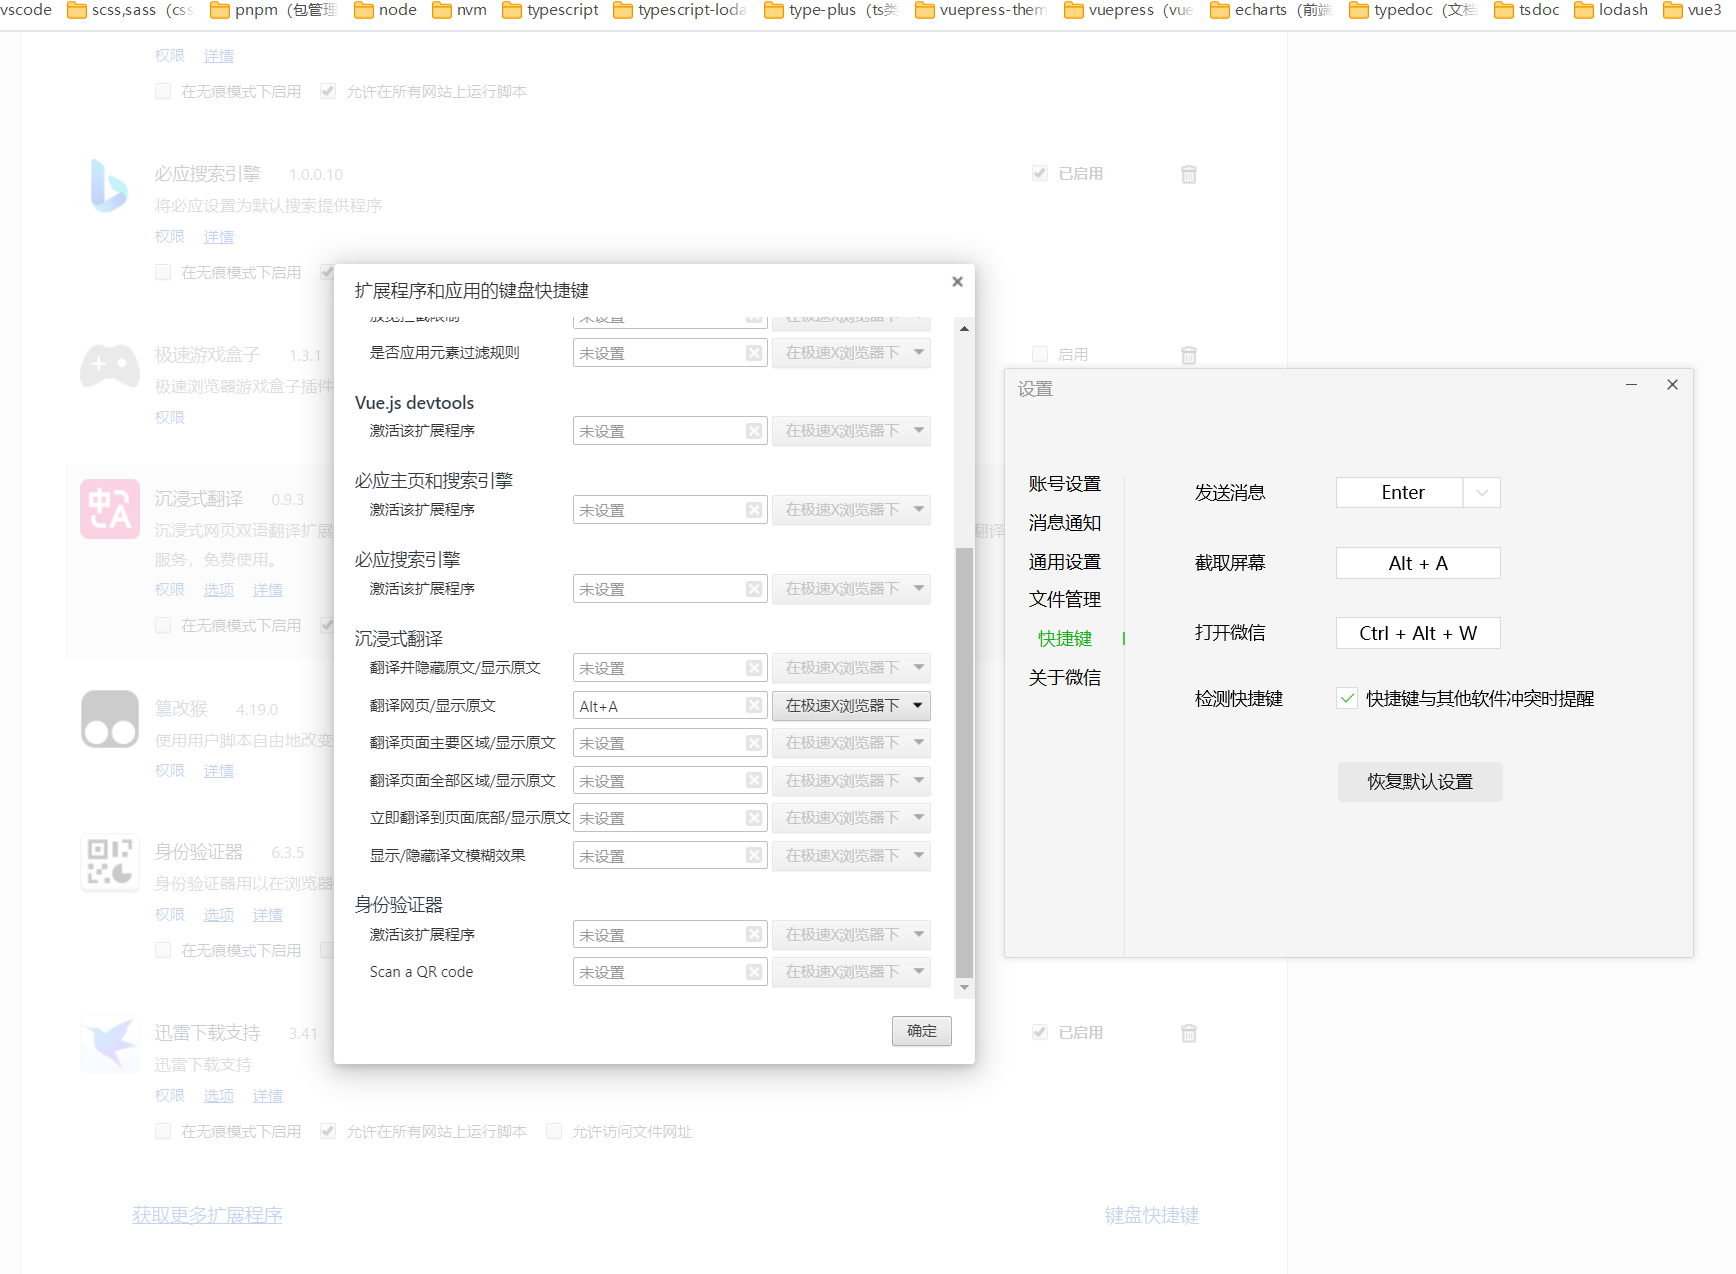 vscode scss,sass (cs pnpm (包管理 node nvm typescript typescript-loda type-plus (ts类 vuepress-them vuepress (vue echarts (前端 typedoc (文档 tsdoc lodash vue3
权限 详情
在无痕模式下启用 允许在所有网站上运行脚本
必应搜索引擎 1.0.0.10 已启用
将必应设置为默认搜索提供程序
权限 详情
在无痕模式下启用
极速游戏盒子 1.3.1 启用
极速浏览器游戏盒子插件
权限
沉浸式翻译 0.9.3
沉浸式网页双语翻译扩展 翻译
服务，免费使用。
权限 选项 详情
在无痕模式下启用
篡改猴 4.19.0
使用用户脚本自由地改变
权限 详情
身份验证器 6.3.5
身份验证器用以在浏览器
权限 选项 详情
在无痕模式下启用
迅雷下载支持 3.41 已启用
迅雷下载支持
权限 选项 详情
在无痕模式下启用 允许在所有网站上运行脚本 允许访问文件网址
获取更多扩展程序 键盘快捷键
扩展程序和应用的键盘快捷键
未设置 在极速X浏览器下
是否应用元素过滤规则 未设置 在极速X浏览器下
Vue.js devtools
激活该扩展程序 未设置 在极速X浏览器下
必应主页和搜索引擎
激活该扩展程序 未设置 在极速X浏览器下
必应搜索引擎
激活该扩展程序 未设置 在极速X浏览器下
沉浸式翻译
翻译并隐藏原文/显示原文 未设置 在极速X浏览器下
翻译网页/显示原文 Alt+A 在极速X浏览器下
翻译页面主要区域/显示原文 未设置 在极速X浏览器下
翻译页面全部区域/显示原文 未设置 在极速X浏览器下
立即翻译到页面底部/显示原文 未设置 在极速X浏览器下
显示/隐藏译文模糊效果 未设置 在极速X浏览器下
身份验证器
激活该扩展程序 未设置 在极速X浏览器下
Scan a QR code 未设置 在极速X浏览器下
确定
设置
账号设置
消息通知
通用设置
文件管理
快捷键
关于微信
发送消息 Enter
截取屏幕 Alt + A
打开微信 Ctrl + Alt + W
检测快捷键 快捷键与其他软件冲突时提醒
恢复默认设置